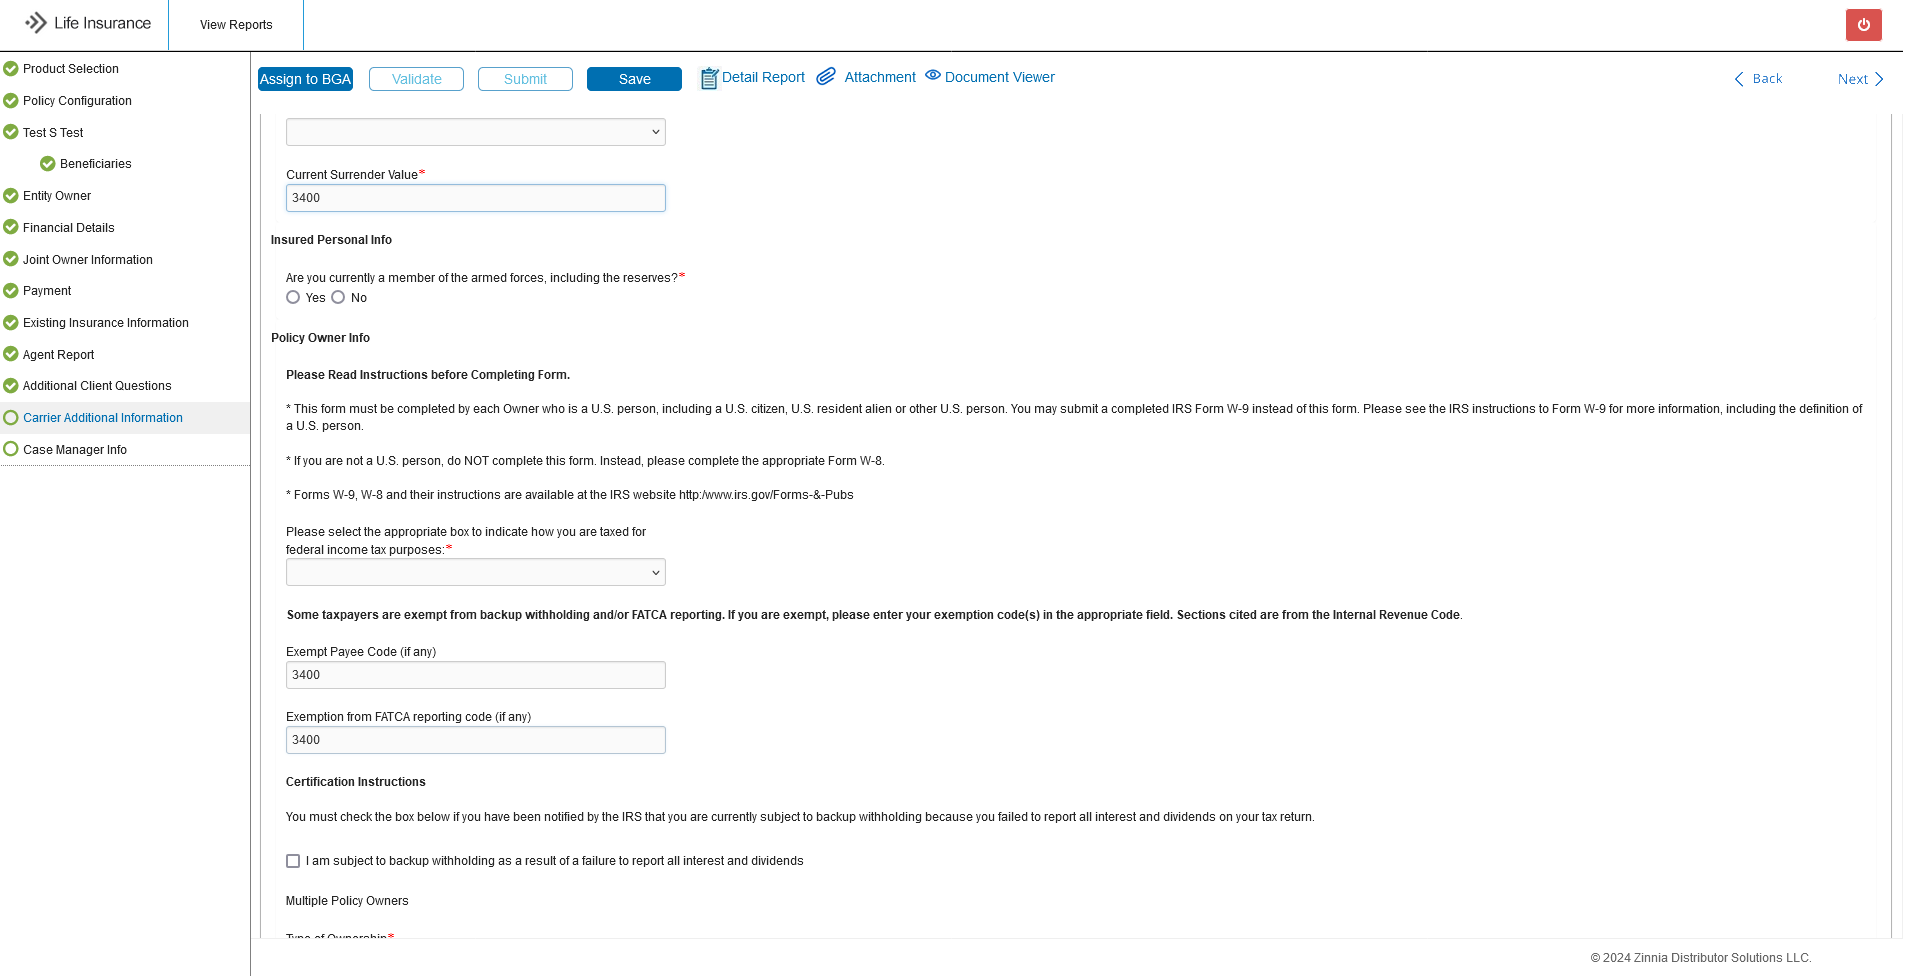 Life Insurance
View Reports
Product Selection
Policy Configuration
Test S Test
Beneficiaries
Entity Owner
Financial Details
Joint Owner Information
Payment
Existing Insurance Information
Agent Report
Additional Client Questions
Carrier Additional Information
Case Manager Info
Assign to BGA
Validate
Submit
Save
Detail Report
Attachment
Document Viewer
Back
Next
Current Surrender Value*
3400
Insured Personal Info
Are you currently a member of the armed forces, including the reserves?*
Yes No
Policy Owner Info
Please Read Instructions before Completing Form.
* This form must be completed by each Owner who is a U.S. person, including a U.S. citizen, U.S. resident alien or other U.S. person. You may submit a completed IRS Form W-9 instead of this form. Please see the IRS instructions to Form W-9 for more information, including the definition of
a U.S. person.
* If you are not a U.S. person, do NOT complete this form. Instead, please complete the appropriate Form W-8.
* Forms W-9, W-8 and their instructions are available at the IRS website http:/www.irs.gov/Forms-&-Pubs
Please select the appropriate box to indicate how you are taxed for
federal income tax purposes:*
Some taxpayers are exempt from backup withholding and/or FATCA reporting. If you are exempt, please enter your exemption code(s) in the appropriate field. Sections cited are from the Internal Revenue Code.
Exempt Payee Code (if any)
3400
Exemption from FATCA reporting code (if any)
3400
Certification Instructions
You must check the box below if you have been notified by the IRS that you are currently subject to backup withholding because you failed to report all interest and dividends on your tax return.
I am subject to backup withholding as a result of a failure to report all interest and dividends
Multiple Policy Owners
Type of Ownership*
© 2024 Zinnia Distributor Solutions LLC.